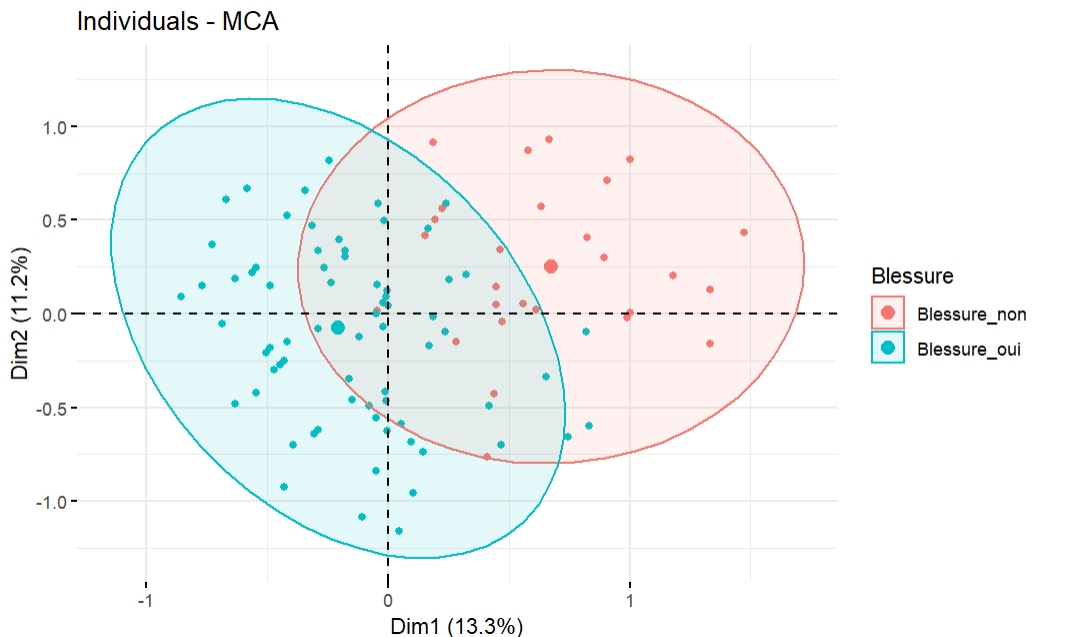 Individuals - MCA
Dim2 (11.2%)
1.0
0.5
0.0
-0.5
-1.0
-1
0
1
Dim1 (13.3%)
Blessure
Blessure_non
Blessure_oui